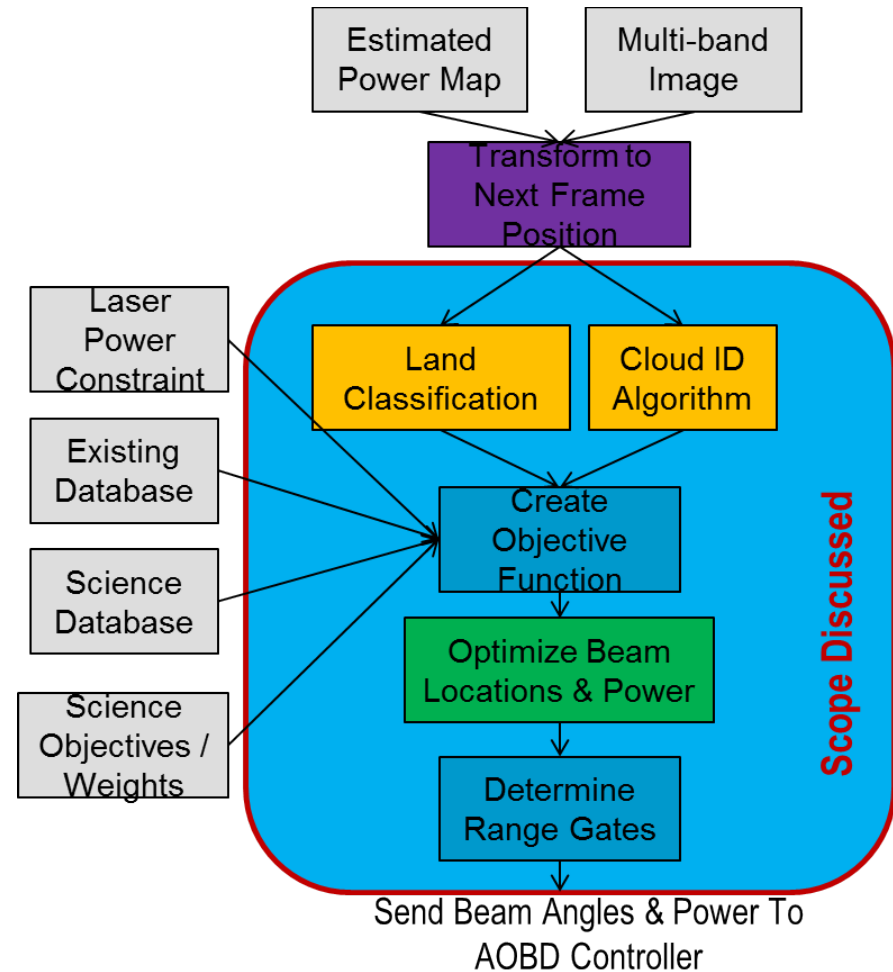 Estimated
Power Map
Multi-band
Image
Transform to
Next Frame
Position
Laser
Power
Constraint
Land
Classification
Cloud ID
Algorithm
Existing
Database
Create
Objective
Function
Science
Database
Optimize Beam
Locations & Power
Science
Objectives /
Weights
Determine
Range Gates
Scope Discussed
Send Beam Angles & Power To
AOBD Controller